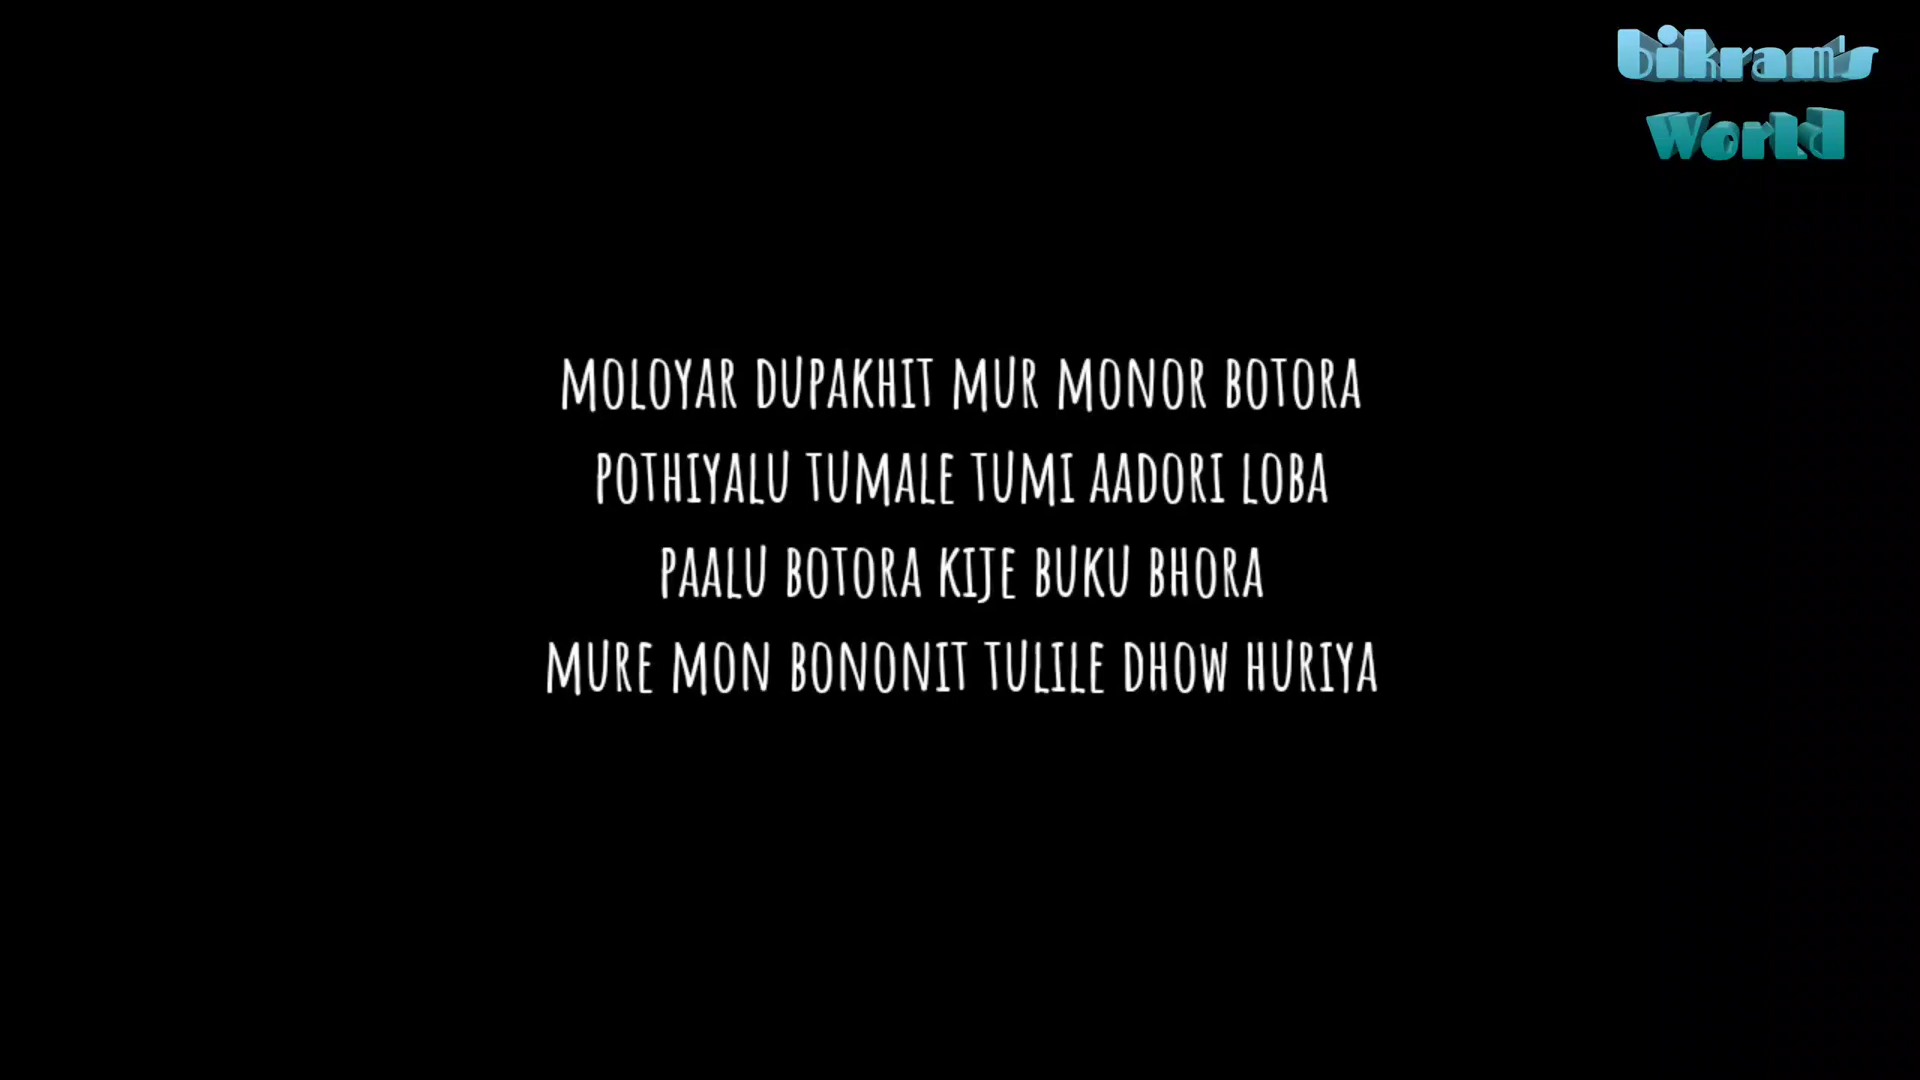 bikram's
World
MOLOYAR DUPAKHIT MUR MONOR BOTORA
POTHIYALU TUMALE TUMI AADORI LOBA
PAALU BOTORA KIJE BUKU BHORA
MURE MON BONONIT TULILE DHOW HURIYA